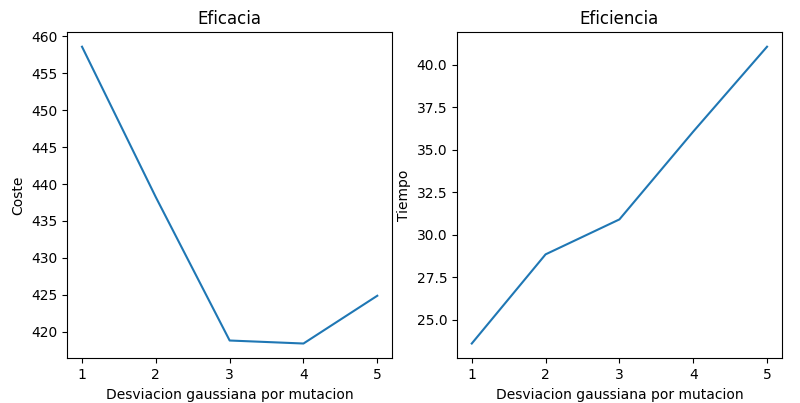 Eficacia
460
455
450
445
440
435
430
425
420
Coste
1 2 3 4 5
Desviacion gaussiana por mutacion
Eficiencia
40.0
37.5
35.0
32.5
30.0
27.5
25.0
Tiempo
1 2 3 4 5
Desviacion gaussiana por mutacion